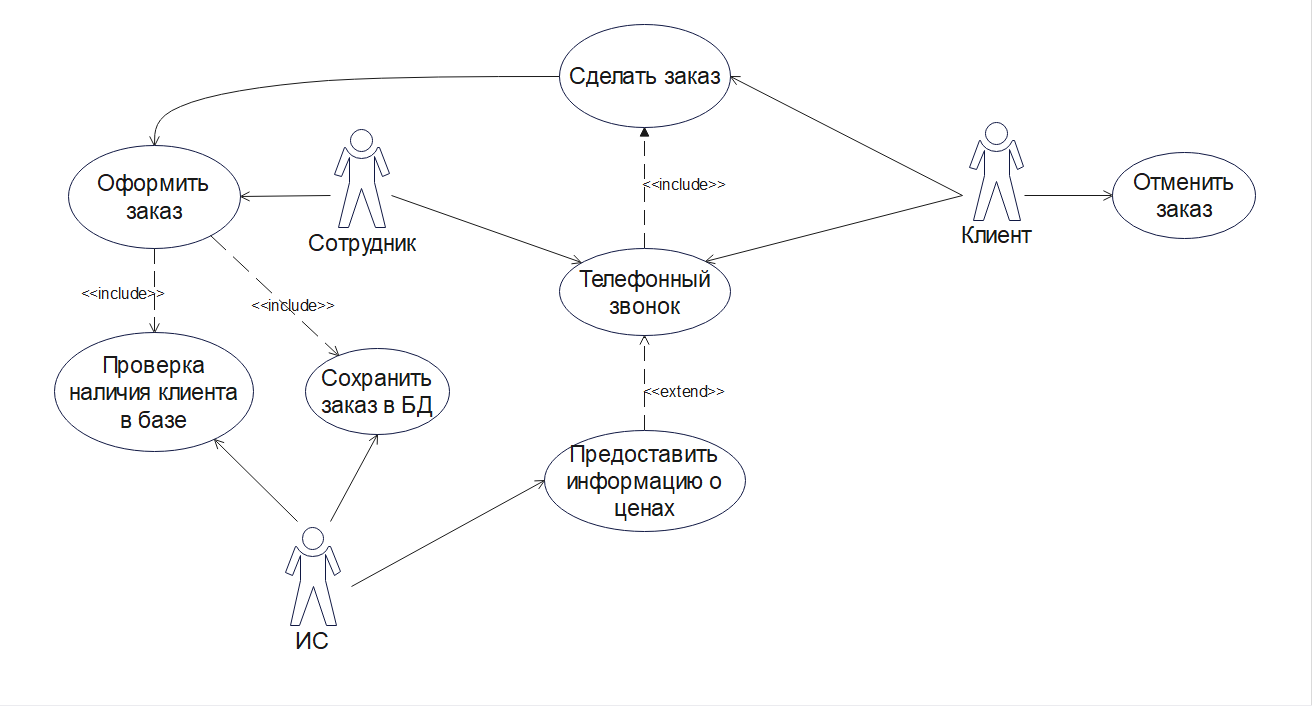 Сделать заказ
<<include>>
Оформить
заказ
Сотрудник
Клиент
Отменить
заказ
<<include>>
<<include>>
Телефонный
звонок
Проверка
наличия клиента
в базе
Сохранить
заказ в БД
<<extend>>
Предоставить
информацию о
ценах
ИС